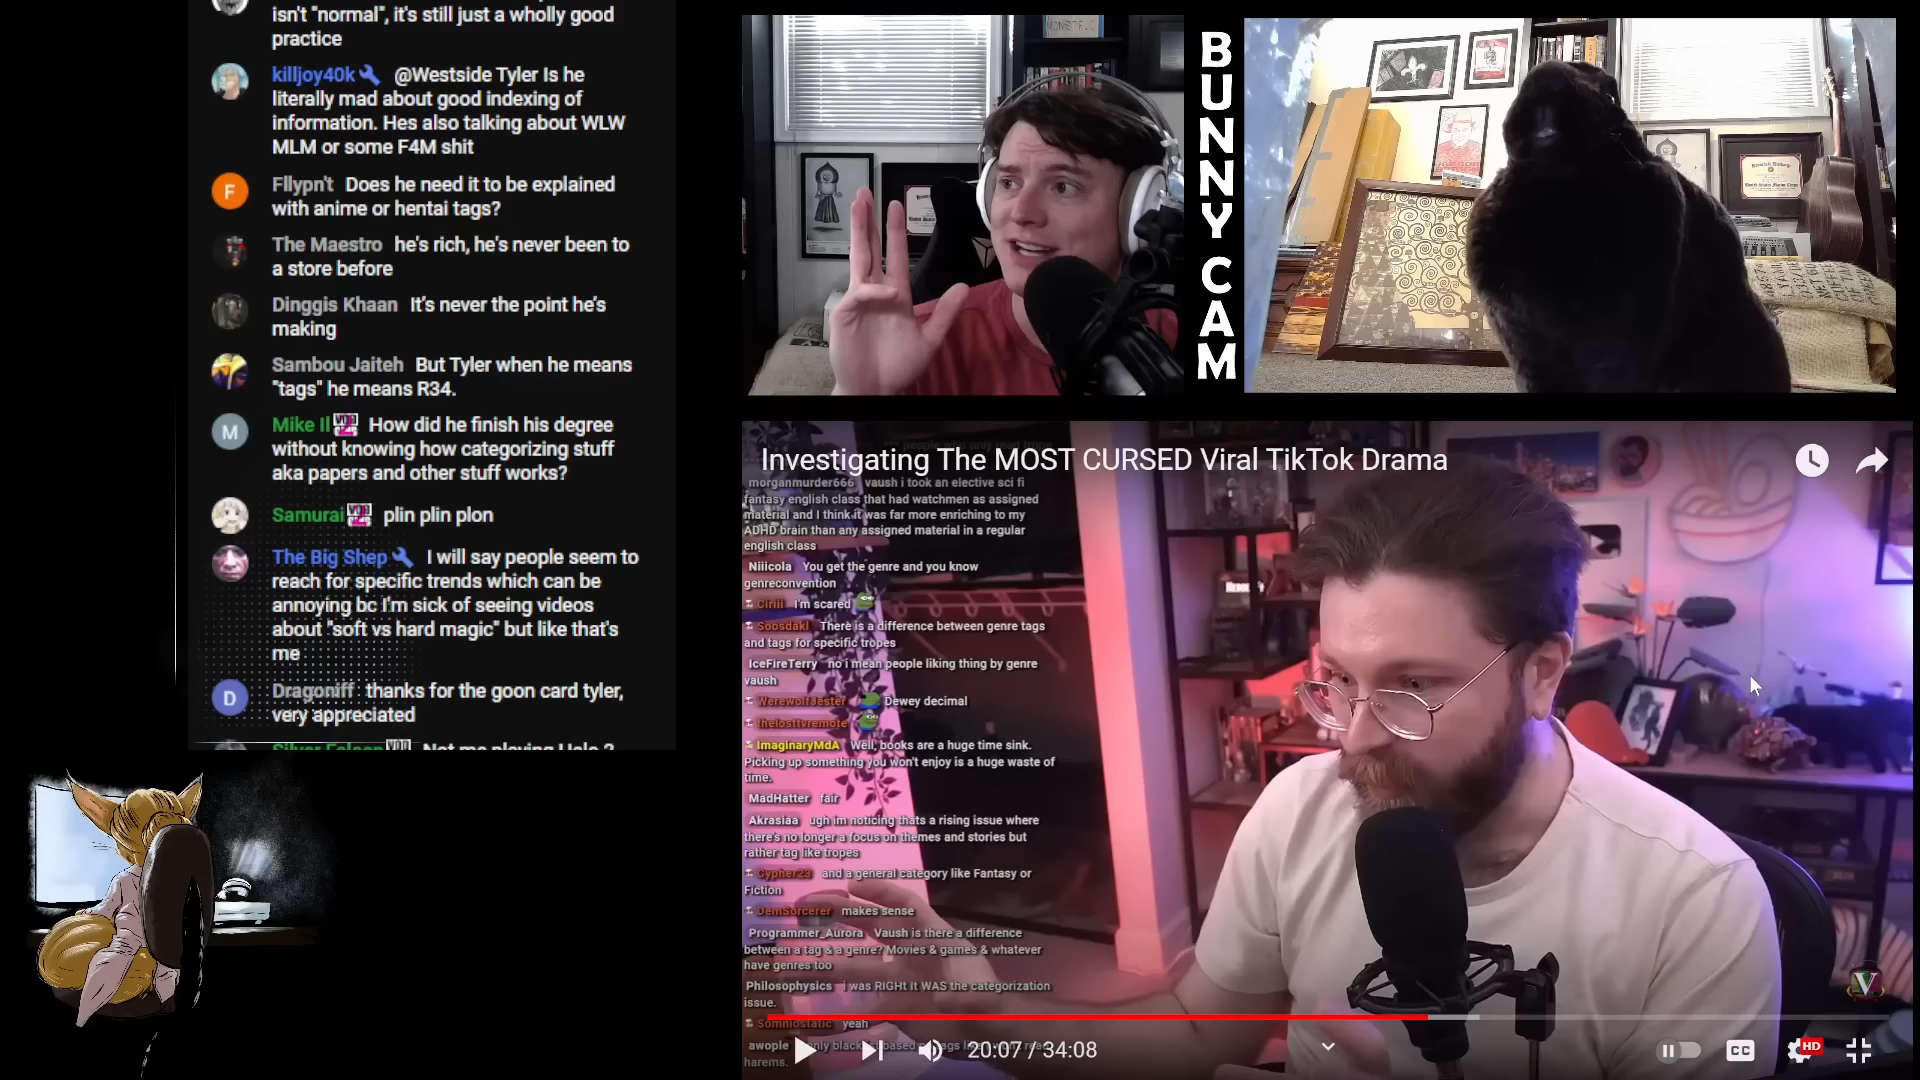 isn't "normal", it's still just a wholly good
practice
killjoy40k @Westside Tyler Is he
literally mad about good indexing of
information. Hes also talking about WLW
MLM or some F4M shit
F
Fllypn't Does he need it to be explained
with anime or hentai tags?
The Maestro he's rich, he's never been to
a store before
Dinggis Khaan It's never the point he's
making
Sambou Jaiteh But Tyler when he means
"tags" he means R34.
M
Mike Il How did he finish his degree
without knowing how categorizing stuff
aka papers and other stuff works?
Samurai plin plin plon
The Big Shep I will say people seem to
reach for specific trends which can be
annoying bc I'm sick of seeing videos
about "soft vs hard magic" but like that's
me
D
Dragoniff thanks for the goon card tyler,
very appreciated
BUNNY CAM
Investigating The MOST CURSED Viral TikTok Drama
morganmurder666 vaush i took an elective sci fi
fantasy english class that had watchmen as assigned
material and I think it was far more enriching to my
ADHD brain than any assigned material in a regular
english class
Niiicola You get the genre and you know
genreconvention
Ciriii I'm scared
Soosdakl There is a difference between genre tags
and tags for specific tropes
IceFireTerry no i mean people liking thing by genre
vaush
WerewolfJester Dewey decimal
thelosttvremote
ImaginaryMdA Well, books are a huge time sink.
Picking up something you won't enjoy is a huge waste of
time.
MadHatter fair
Akrasiaa ugh im noticing thats a rising issue where
there's no longer a focus on themes and stories but
rather tag like tropes
Cypher23 and a general category like Fantasy or
Fiction
DemSorcerer makes sense
Programmer_Aurora Vaush is there a difference
between a tag & a genre? Movies & games & whatever
have genres too
Philosophysics i was RIGHt it WAS the categorization
issue.
Somniostatic yeah
awople
harems.
20:07 / 34:08
CC
HD
V